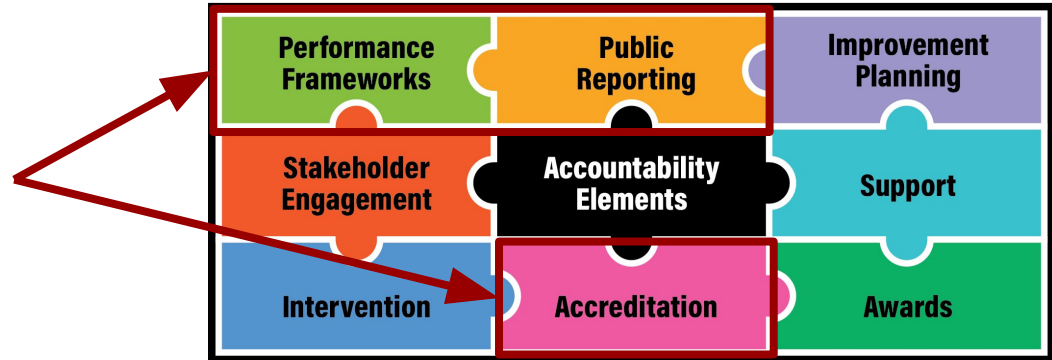 Performance
Frameworks
Public
Reporting
Improvement
Planning
Stakeholder
Engagement
Accountability
Elements
Support
Intervention
Accreditation
Awards